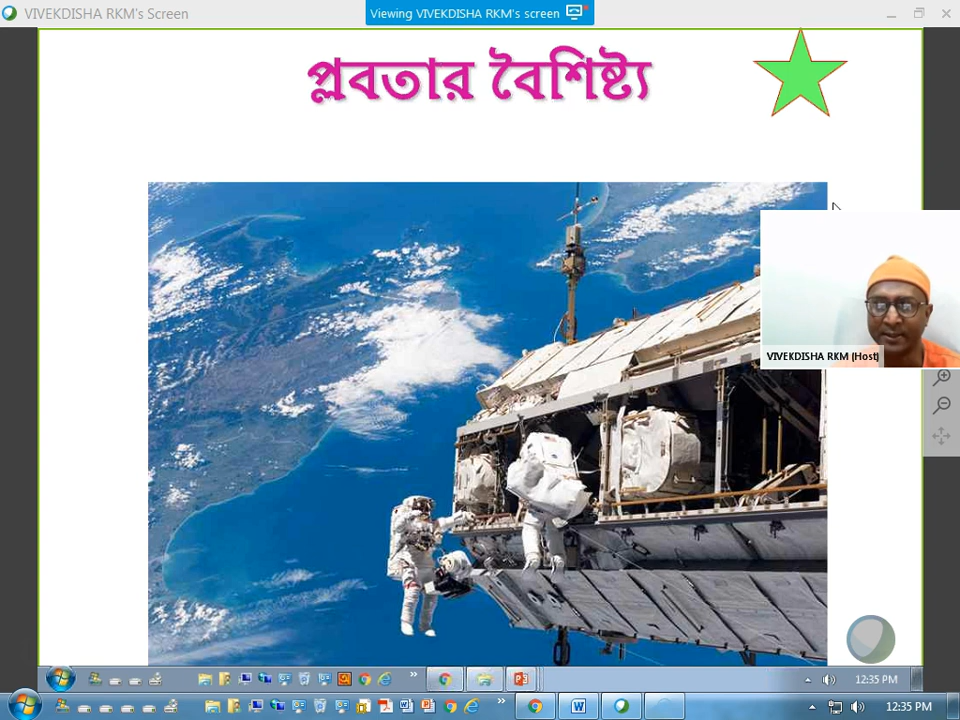 VIVEKDISHA RKM's Screen
Viewing VIVEKDISHA RKM's screen
প্লবতার বৈশিষ্ট্য
VIVEKDISHA RKM (Host)
12:35 PM
12:35 PM